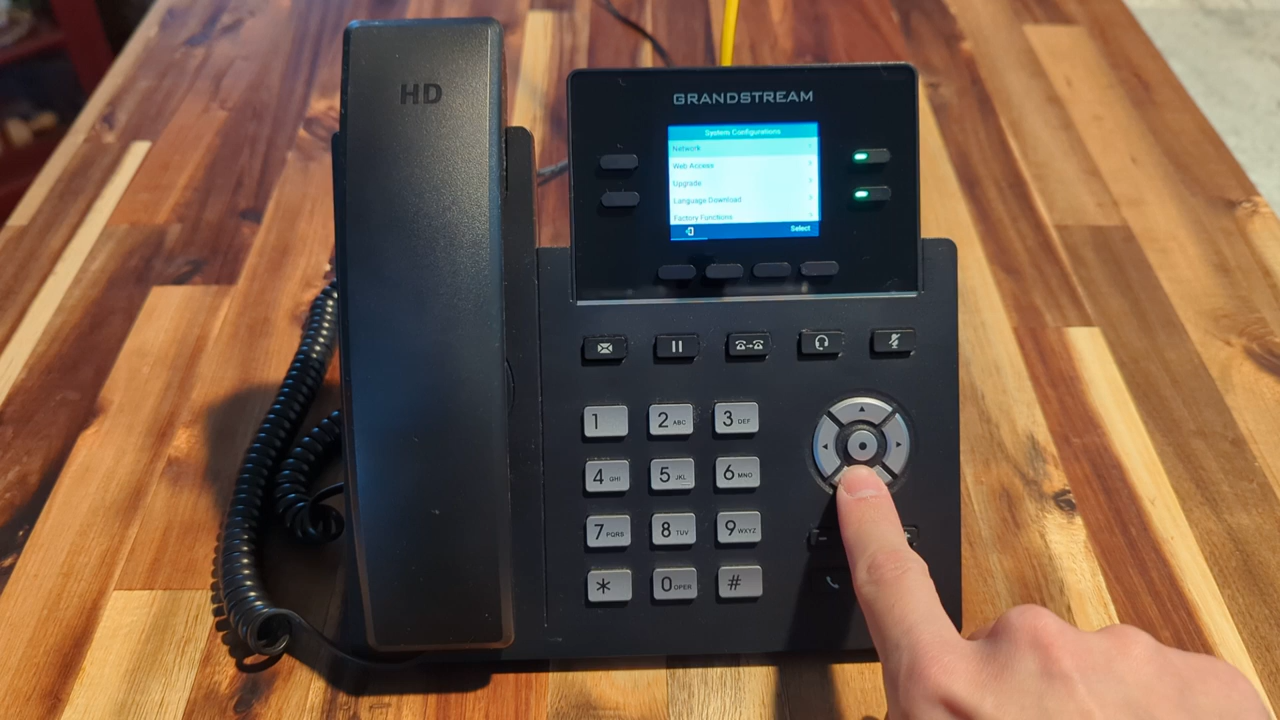 HD
GRANDSTREAM
System Configurations
Network
Web Access
Upgrade
Language Download
Factory Functions
Select
1
2 ABC
3 DEF
4 GHI
5 JKL
6 MNO
7 PQRS
8 TUV
9 WXYZ
*
0 OPER
#